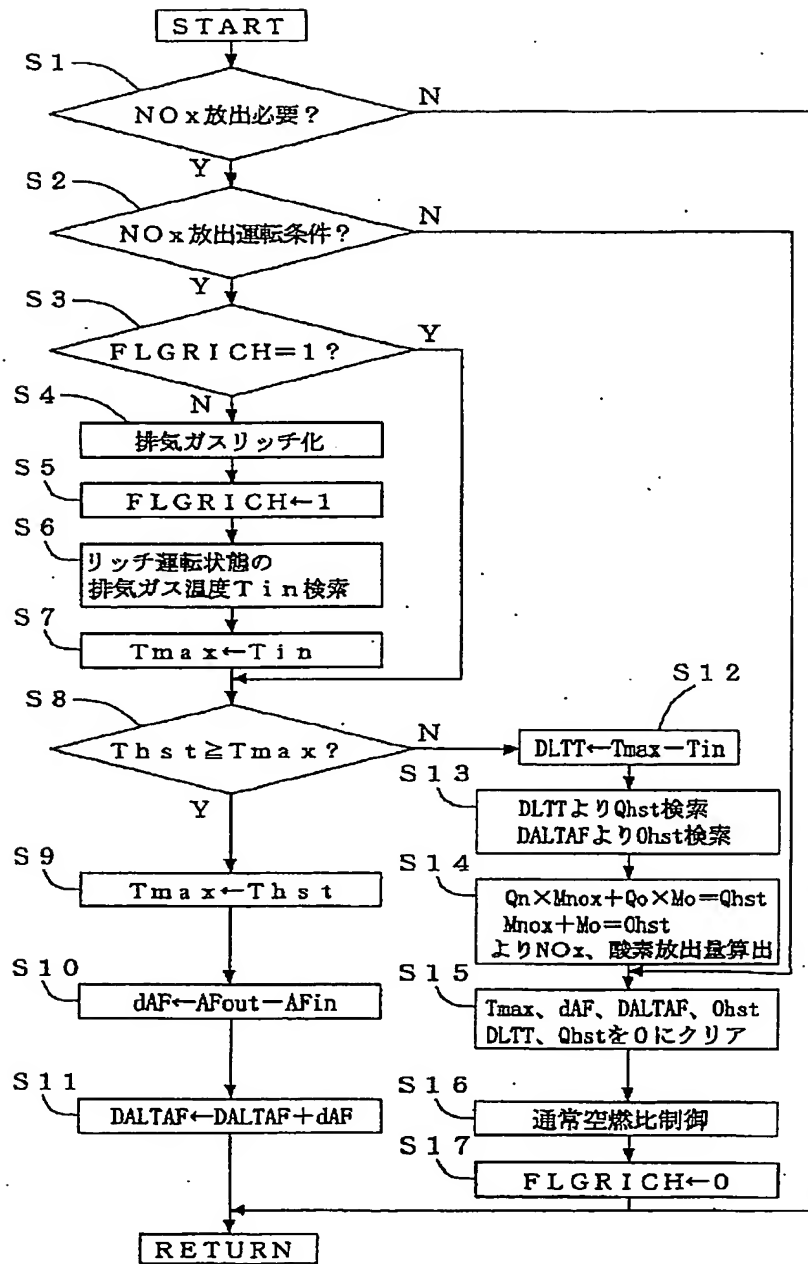 START
S1
NOx放出必要?
N
Y
S2
NOx放出運転条件?
N
Y
S3
FLGRICH=1?
Y
N
S4
排気ガスリッチ化
S5
FLGRICH←1
S6
リッチ運転状態の
排気ガス温度Tin検索
S7
Tmax←Tin
S8
Thst≧Tmax?
N
Y
S9
Tmax←Thst
S10
dAF←AFout−AFin
S11
DALTAF←DALTAF+dAF
S12
DLTT←Tmax−Tin
S13
DLTTよりQhst検索
DALTAFよりOhst検索
S14
Qn×Mnox+Qo×Mo=Qhst
Mnox+Mo=Ohst
よりNOx、酸素放出量算出
S15
Tmax、dAF、DALTAF、Ohst
DLTT、Qhstを0にクリア
S16
通常空燃比制御
S17
FLGRICH←0
RETURN